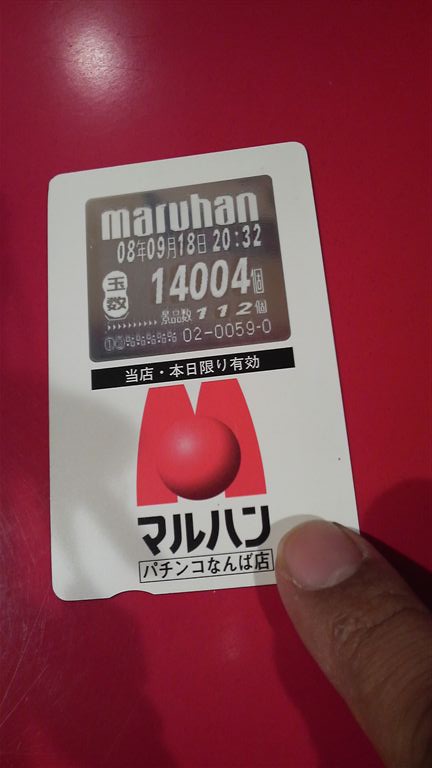 maruhan
08年09月18日 20:32
玉数 14004個
景品数 112個
02-0059-0
当店・本日限り有効
マルハン
パチンコなんば店